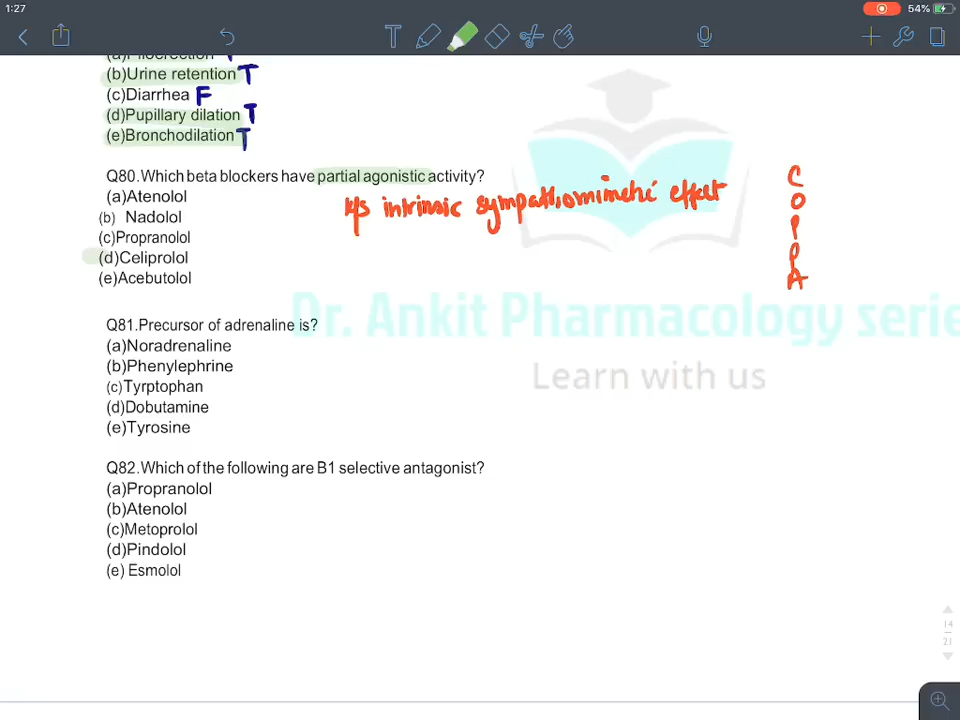 1:27
54%
T
(b)Urine retention T
(c)Diarrhea F
(d)Pupillary dilation T
(e)Bronchodilation T
Q80.Which beta blockers have partial agonistic activity?
(a)Atenolol
(b) Nadolol
(c)Propranolol
(d)Celiprolol
(e)Acebutolol
intrinsic sympathomimetic effect
C
O
P
P
A
Dr. Ankit Pharmacology serie
Learn with us
Q81.Precursor of adrenaline is?
(a)Noradrenaline
(b)Phenylephrine
(c)Tyrptophan
(d)Dobutamine
(e)Tyrosine
Q82.Which of the following are B1 selective antagonist?
(a)Propranolol
(b)Atenolol
(c)Metoprolol
(d)Pindolol
(e) Esmolol
14
21